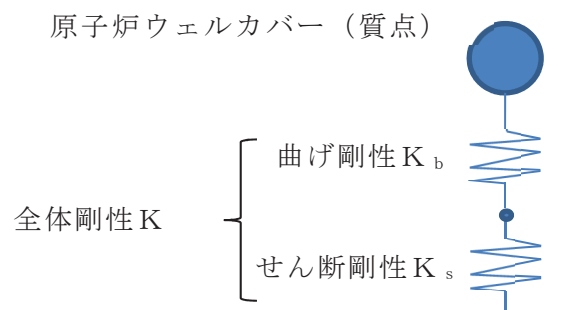 原子炉ウェルカバー（質点）
曲げ剛性Ｋｂ
全体剛性Ｋ
せん断剛性Ｋｓ